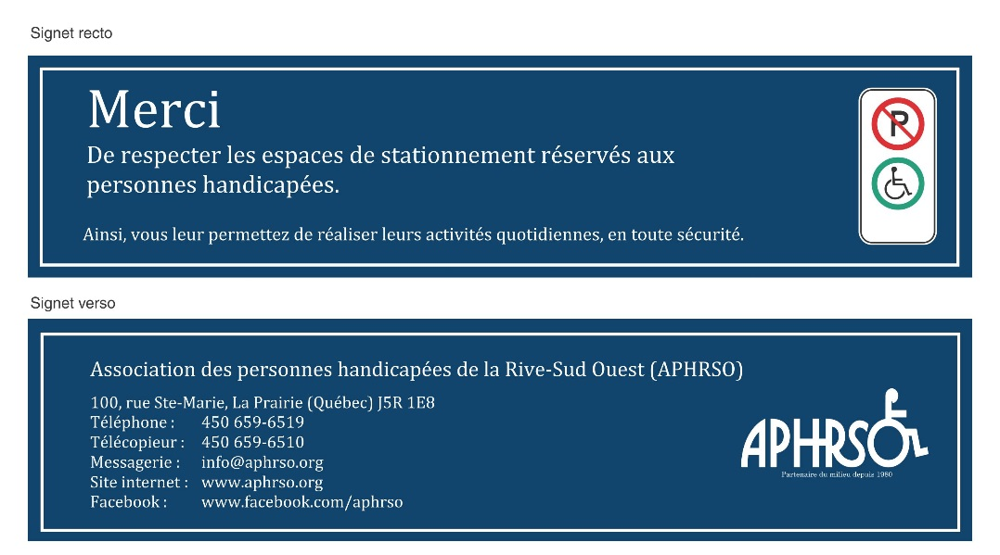 Signet recto
Merci
De respecter les espaces de stationnement réservés aux
personnes handicapées.
Ainsi, vous leur permettez de réaliser leurs activités quotidiennes, en toute sécurité.
P
Signet verso
Association des personnes handicapées de la Rive-Sud Ouest (APHRSO)
100, rue Ste-Marie, La Prairie (Québec) J5R 1E8
Téléphone : 450 659-6519
Télécopieur : 450 659-6510
Messagerie : info@aphrso.org
Site internet : www.aphrso.org
Facebook : www.facebook.com/aphrso
APHRSO
Partenaire du milieu depuis 1980